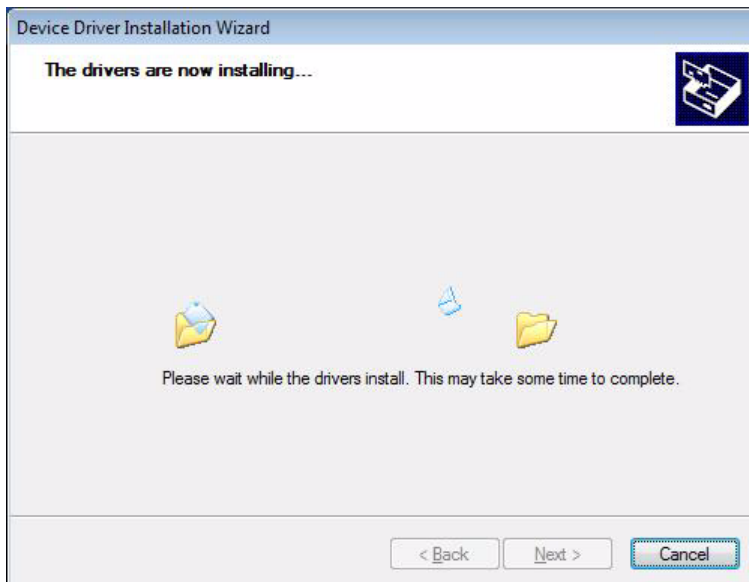 Device Driver Installation Wizard
The drivers are now installing...
Please wait while the drivers install. This may take some time to complete.
< Back
Next >
Cancel